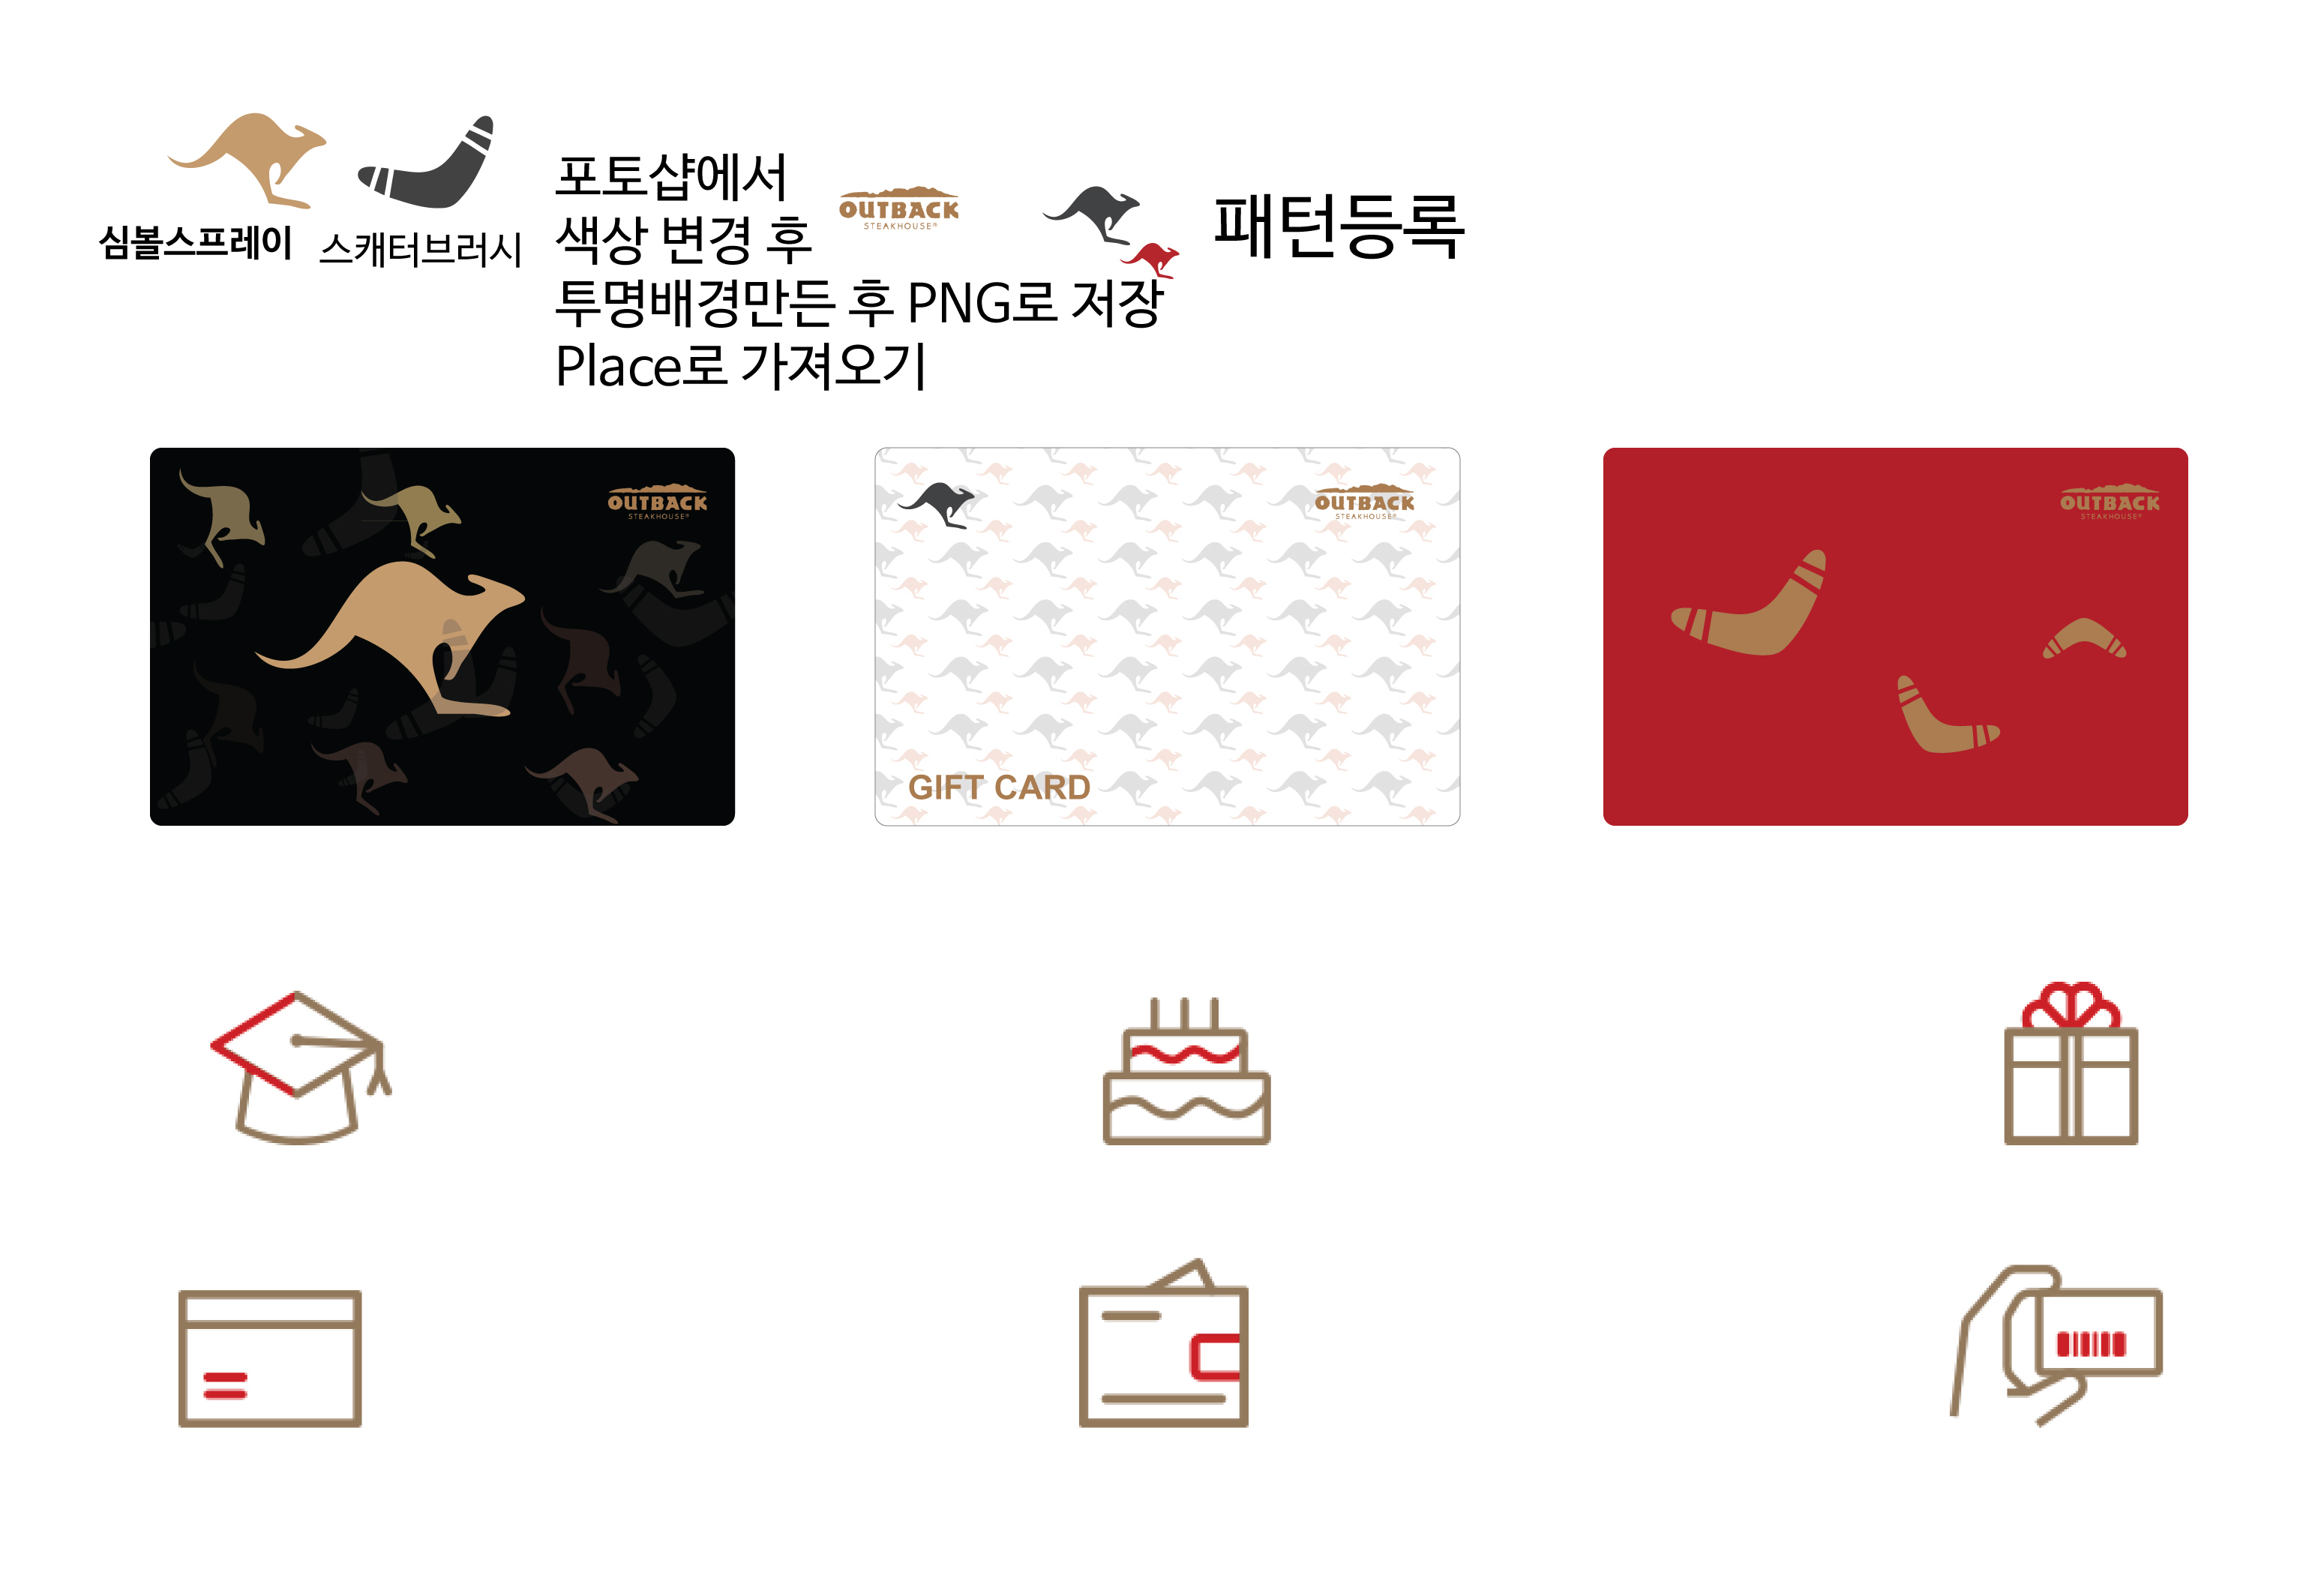 심볼스프레이
스캐터브러시
포토샵에서
색상 변경 후
투명배경만든 후 PNG로 저장
Place로 가져오기
OUTBACK
STEAKHOUSE®
패턴등록
OUTBACK
STEAKHOUSE®
OUTBACK
STEAKHOUSE®
GIFT CARD
OUTBACK
STEAKHOUSE®